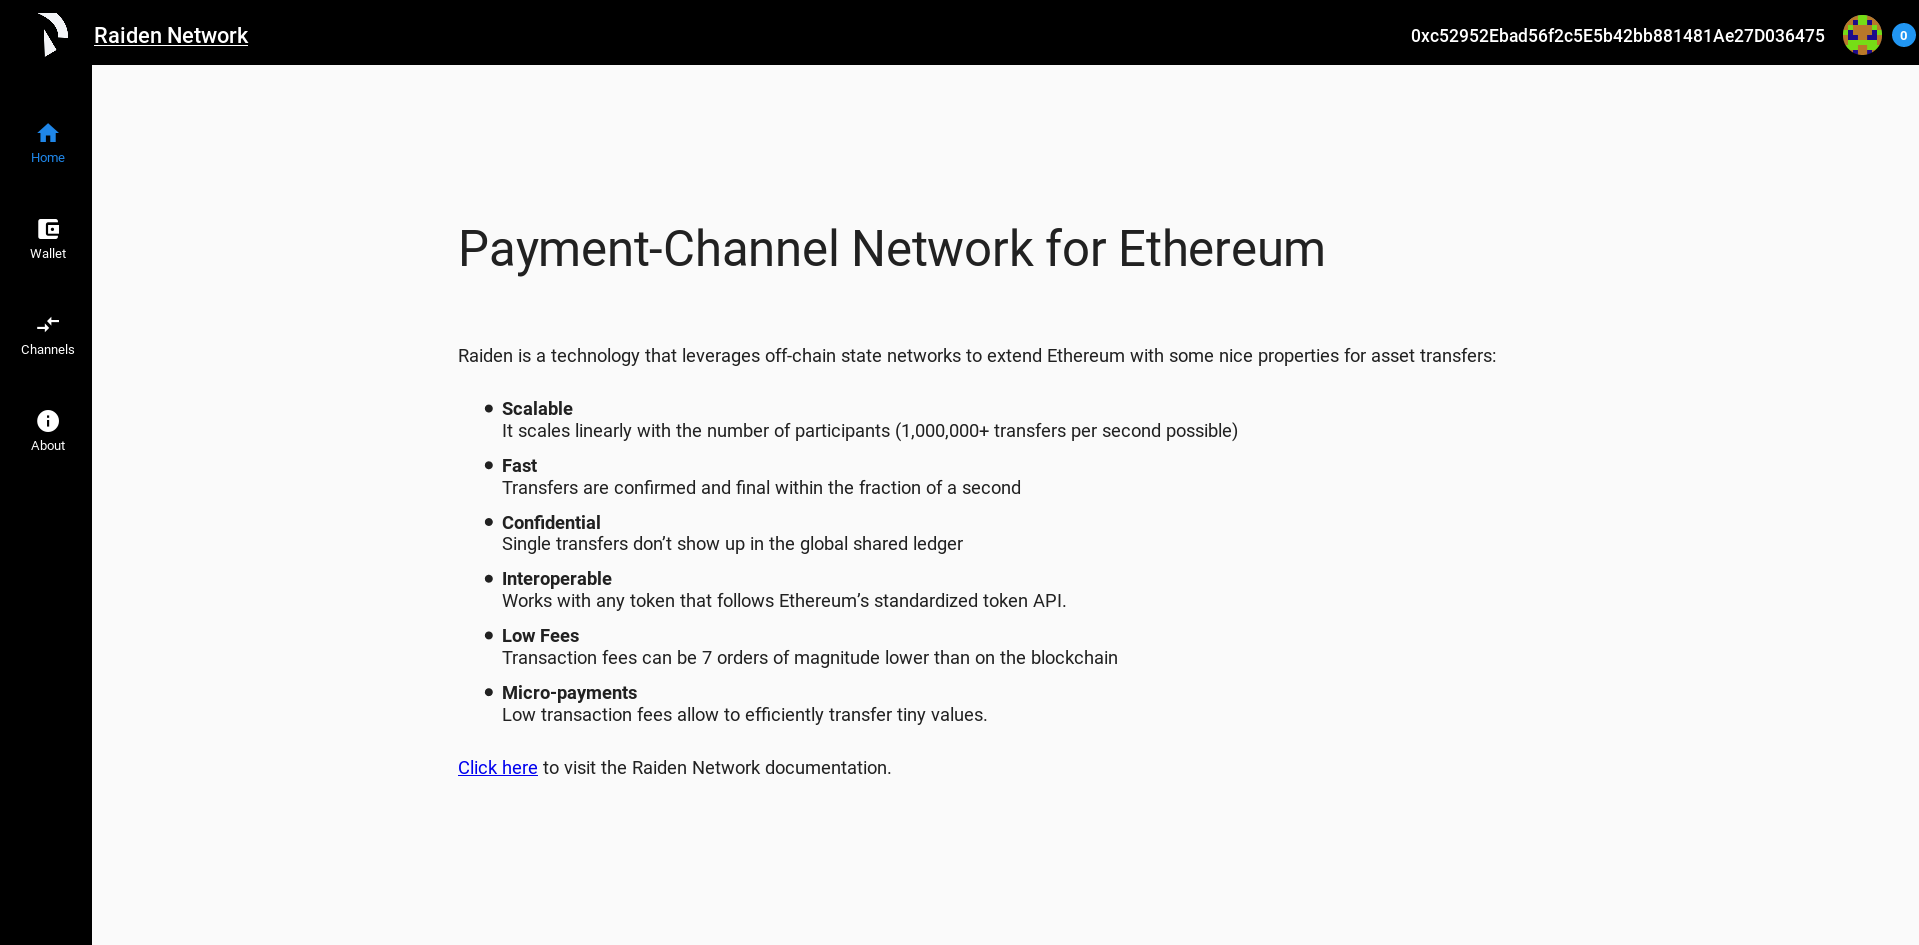 Raiden Network
0xc52952Ebad56f2c5E5b42bb881481Ae27D036475
0
Home
Wallet
Channels
About
Payment-Channel Network for Ethereum
Raiden is a technology that leverages off-chain state networks to extend Ethereum with some nice properties for asset transfers:
Scalable
It scales linearly with the number of participants (1,000,000+ transfers per second possible)
Fast
Transfers are confirmed and final within the fraction of a second
Confidential
Single transfers don’t show up in the global shared ledger
Interoperable
Works with any token that follows Ethereum’s standardized token API.
Low Fees
Transaction fees can be 7 orders of magnitude lower than on the blockchain
Micro-payments
Low transaction fees allow to efficiently transfer tiny values.
Click here to visit the Raiden Network documentation.